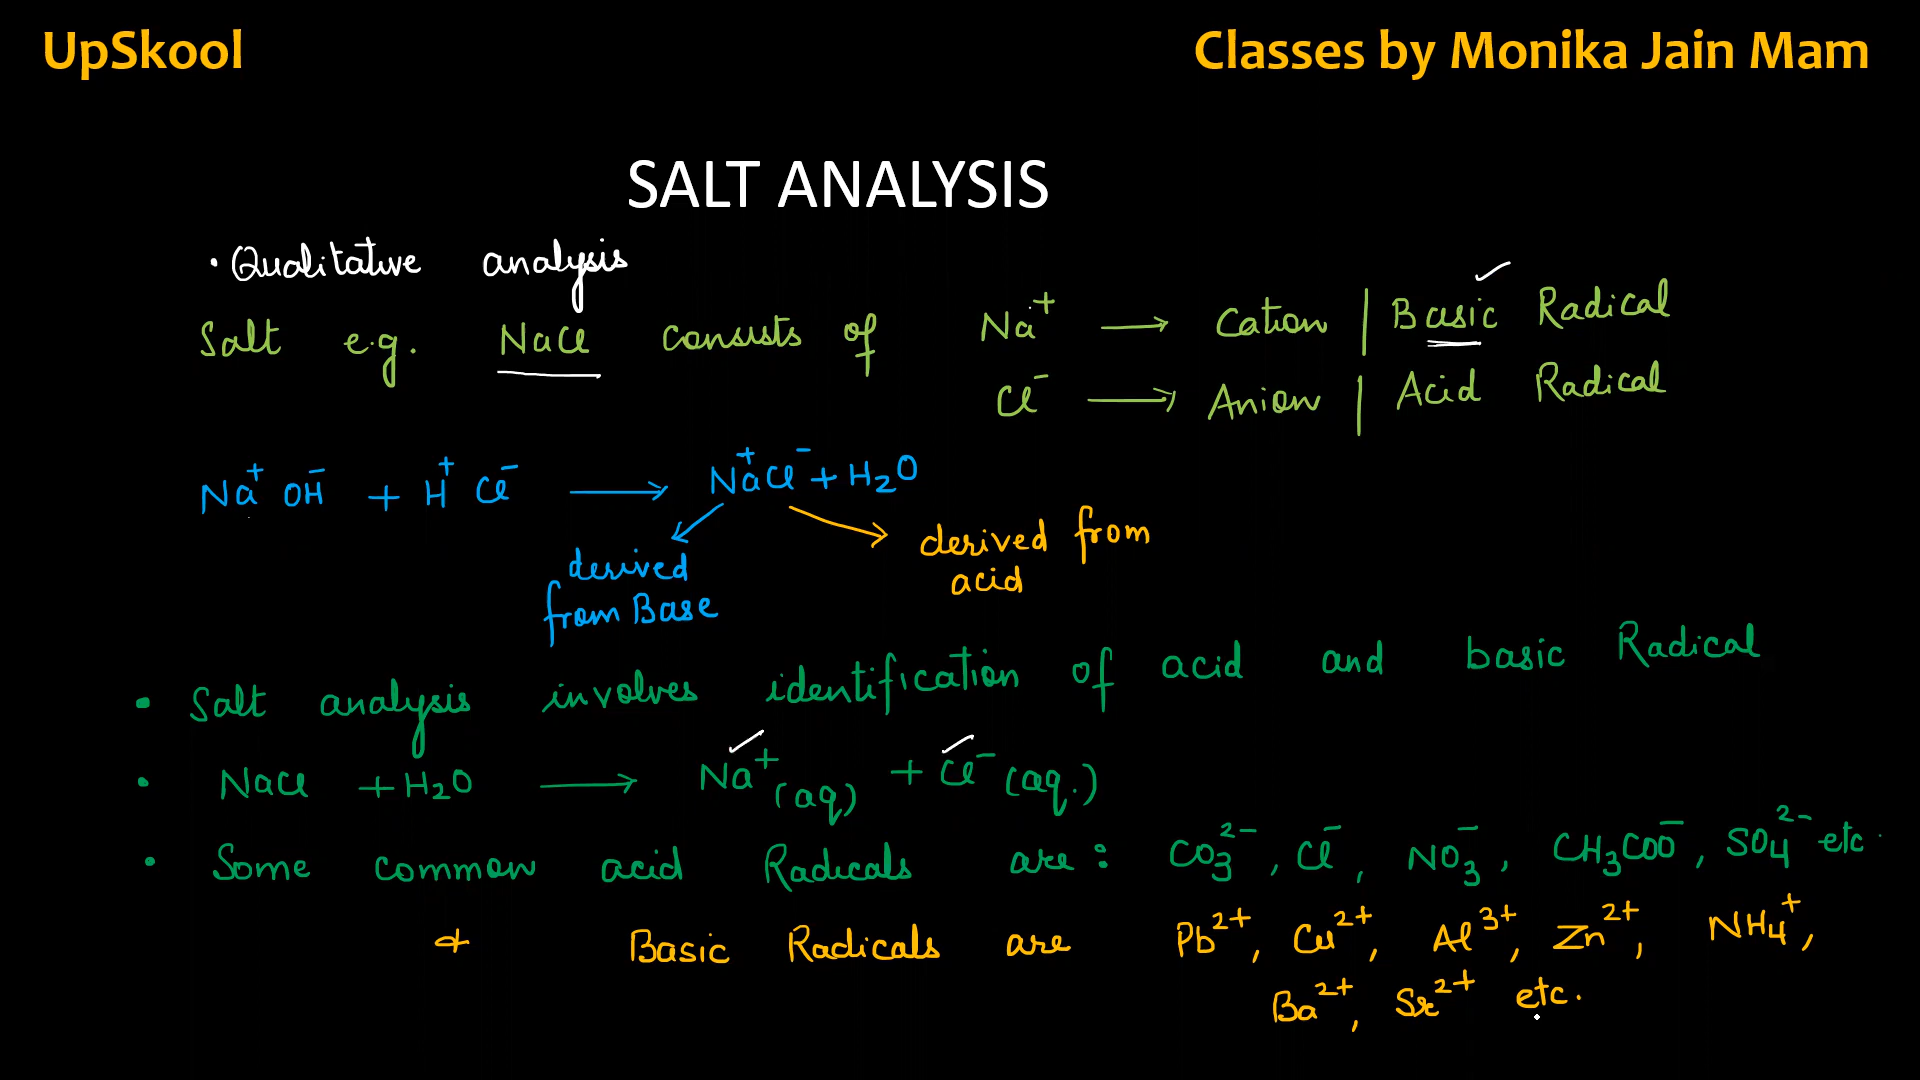 UpSkool
Classes by Monika Jain Mam
SALT ANALYSIS
• Qualitative analysis
Salt e.g. NaCl consists of Na⁺ → Cation | Basic Radical
Cl⁻ → Anion | Acid Radical
Na⁺ OH⁻ + H⁺ Cl⁻ → Na⁺Cl⁻ + H₂O
derived from Base
derived from acid
• Salt analysis involves identification of acid and basic Radical
• NaCl + H₂O → Na⁺(aq) + Cl⁻(aq.)
• Some common acid Radicals are : CO₃²⁻, Cl⁻, NO₃⁻, CH₃COO⁻, SO₄²⁻ etc.
& Basic Radicals are Pb²⁺, Cu²⁺, Al³⁺, Zn²⁺, NH₄⁺,
Ba²⁺, Sr²⁺ etc.